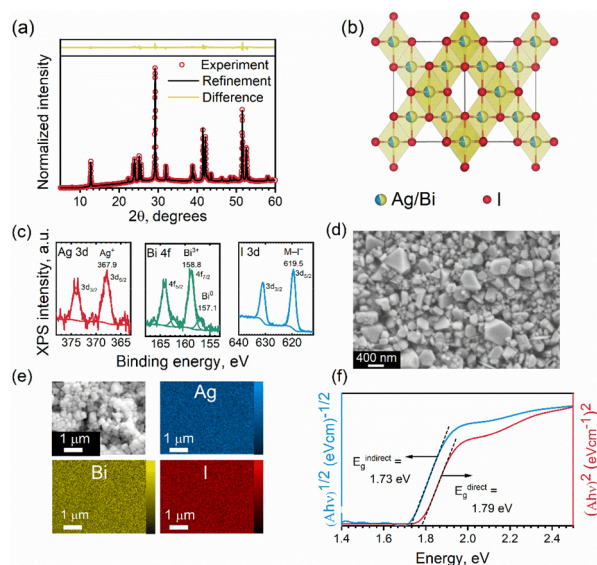 (a)
Normalized intensity
Experiment
Refinement
Difference
10
20
30
40
50
60
2θ, degrees
(b)
Ag/Bi
I
(c)
XPS intensity, a.u.
Ag 3d
Ag⁺
367.9
3d₅/₂
3d₃/₂
375
370
365
Bi 4f
Bi³⁺
158.8
4f₇/₂
4f₅/₂
Bi⁰
157.1
165
160
155
I 3d
M–I⁻
619.5
3d₅/₂
3d₃/₂
640
630
620
Binding energy, eV
(d)
400 nm
(e)
1 μm
Ag
1 μm
Bi
1 μm
I
1 μm
(f)
(Ahν)^1/2 (eVcm)^-1/2
E_g^indirect =
1.73 eV
E_g^direct =
1.79 eV
(Ahν)^2 (eVcm^-1)^2
1.4
1.6
1.8
2.0
2.2
2.4
Energy, eV